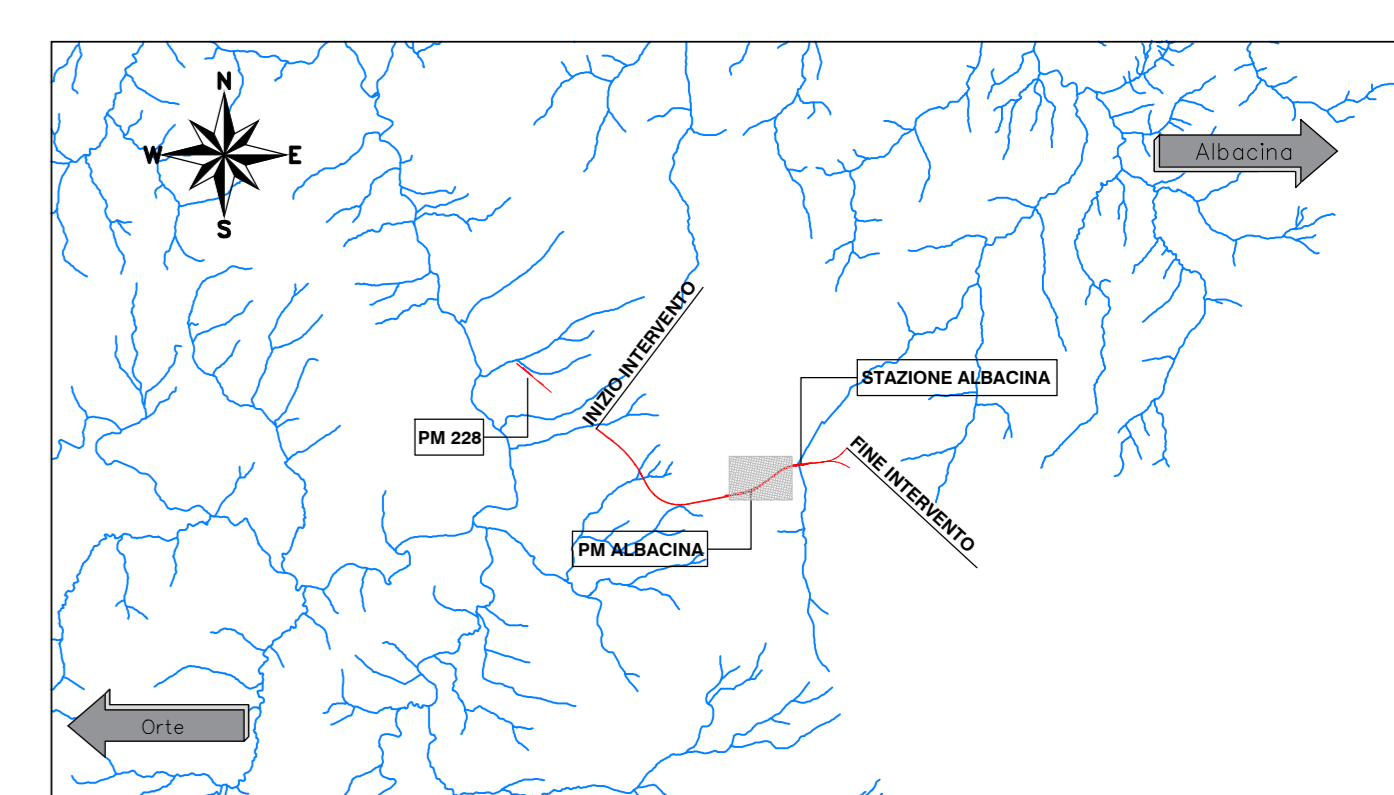 N
W
E
S
Albacina
INIZIO INTERVENTO
STAZIONE ALBACINA
PM 228
FINE INTERVENTO
PM ALBACINA
Orte